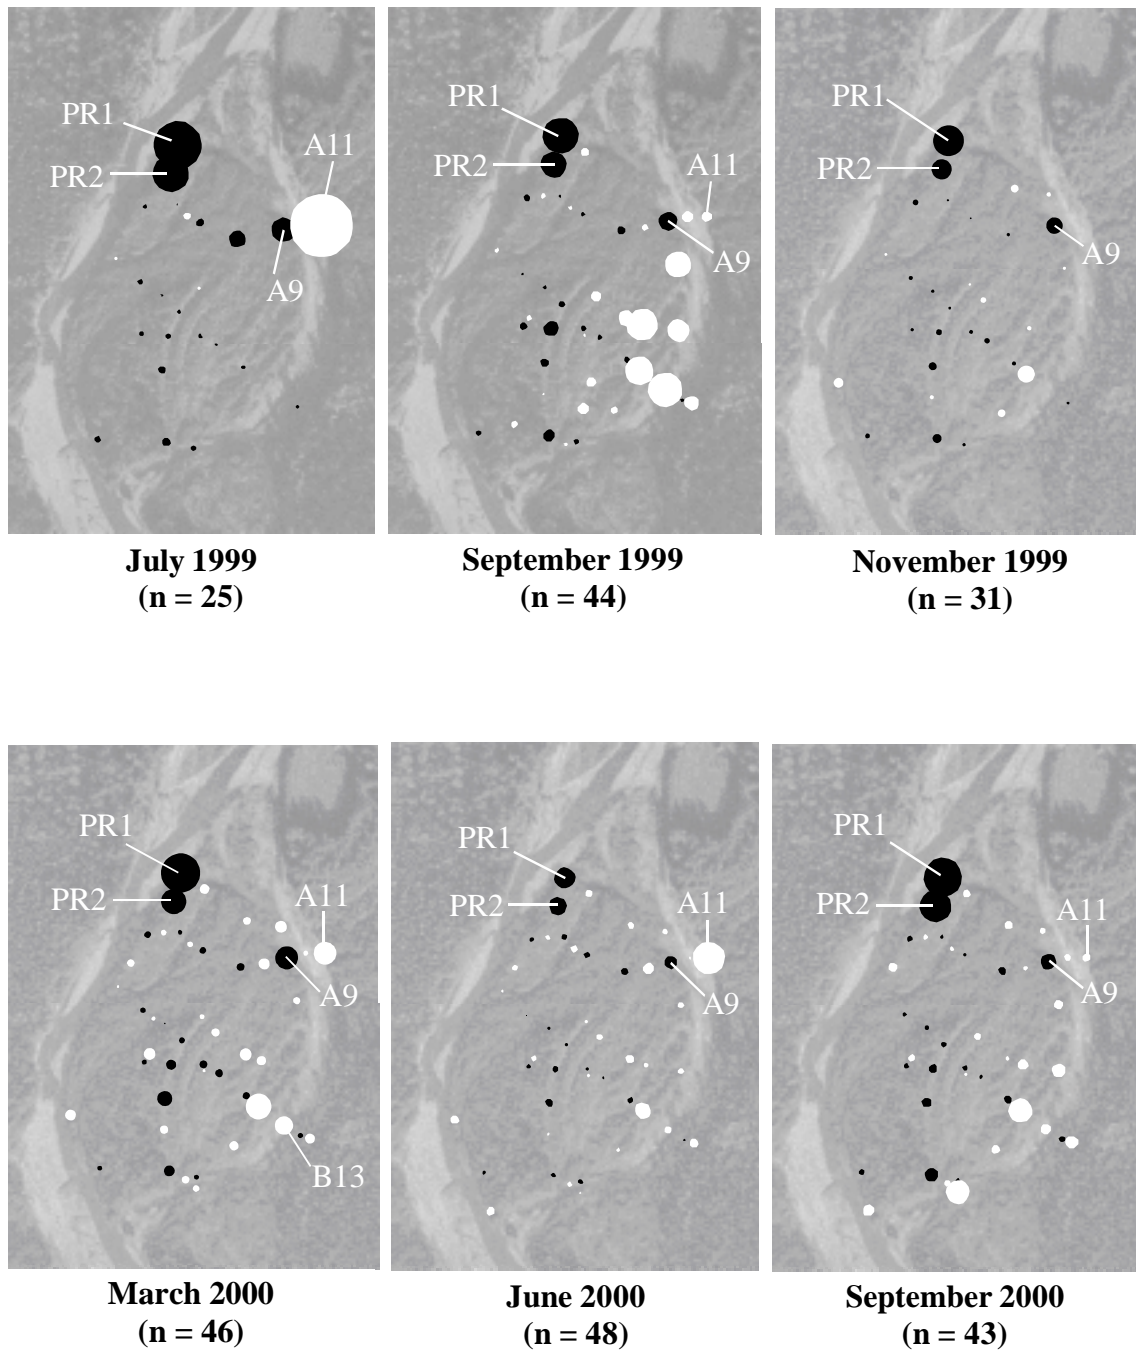 PR1
PR2
A11
A9
July 1999
(n = 25)
PR1
PR2
A11
A9
September 1999
(n = 44)
PR1
PR2
A9
November 1999
(n = 31)
PR1
PR2
A11
A9
B13
March 2000
(n = 46)
PR1
PR2
A11
A9
June 2000
(n = 48)
PR1
PR2
A11
A9
September 2000
(n = 43)